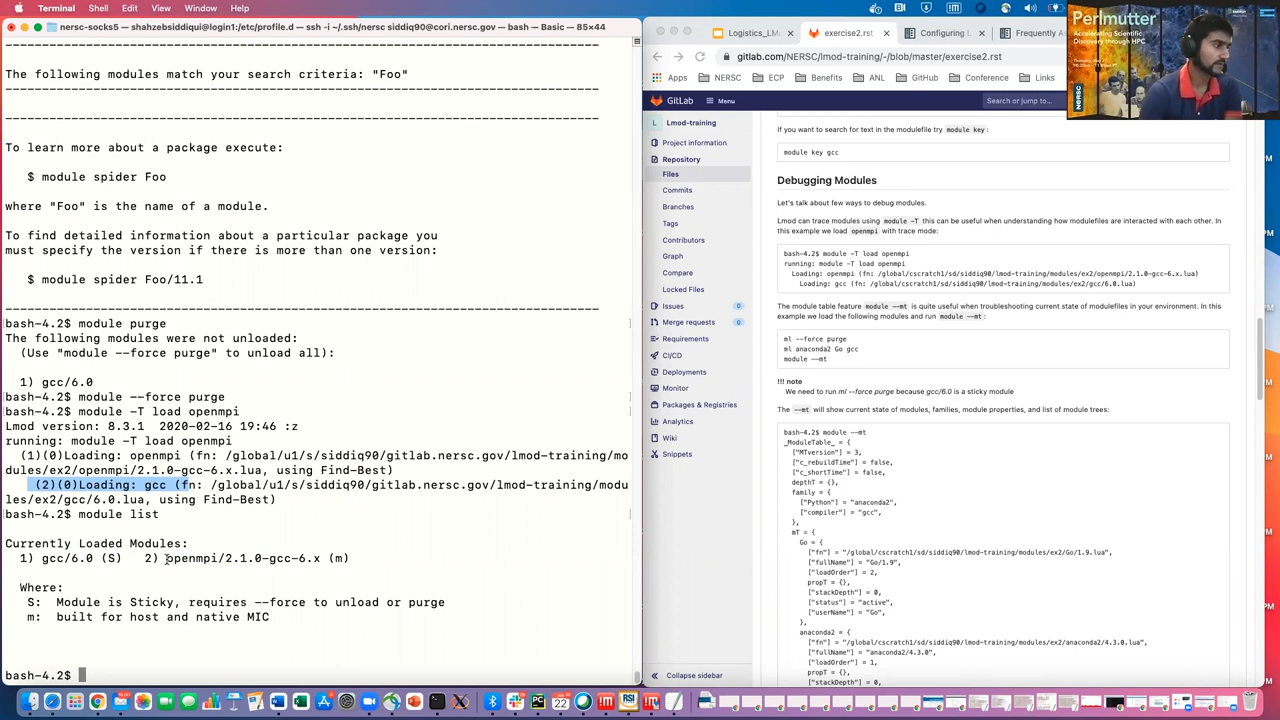 nersc-socks5
shahzebsiddiqui@login1:/etc/profile.d — ssh -i ~/.ssh/nersc siddiq90@cori.nersc.gov — bash — Basic — 85×44
The following modules match your search criteria: "Foo"
To learn more about a package execute:
$ module spider Foo
where "Foo" is the name of a module.
To find detailed information about a particular package you
must specify the version if there is more than one version:
$ module spider Foo/11.1
bash-4.2$ module purge
The following modules were not unloaded:
(Use "module --force purge" to unload all):
1) gcc/6.0
bash-4.2$ module --force purge
bash-4.2$ module -T load openmpi
Lmod version: 8.3.1  2020-02-16 19:46 :z
running: module -T load openmpi
(1)(0)Loading: openmpi (fn: /global/u1/s/siddiq90/gitlab.nersc.gov/lmod-training/mo
dules/ex2/openmpi/2.1.0-gcc-6.x.lua, using Find-Best)
(2)(0)Loading: gcc (fn: /global/u1/s/siddiq90/gitlab.nersc.gov/lmod-training/modu
les/ex2/gcc/6.0.lua, using Find-Best)
bash-4.2$ module list
Currently Loaded Modules:
1) gcc/6.0 (S)   2) openmpi/2.1.0-gcc-6.x (m)
Where:
S:  Module is Sticky, requires --force to unload or purge
m:  built for host and native MIC
bash-4.2$
Logistics_L
exercise2.rst
Configuring L
Frequently As
gitlab.com/NERSC/lmod-training/-/blob/master/exercise2.rst
Apps
NERSC
ECP
Benefits
ANL
Conference
Links
GitLab
Menu
Search or jump to...
L
Lmod-training
Project information
Repository
Files
Commits
Branches
Tags
Contributors
Graph
Compare
Locked Files
Issues
0
Merge requests
0
Requirements
CI/CD
Deployments
Monitor
Packages & Registries
Analytics
Wiki
Snippets
Collapse sidebar
If you want to search for text in the modulefile try module key:
module key gcc
Debugging Modules
Let's talk about few ways to debug modules.
Lmod can trace modules using module -T this can be useful when understanding how modulefiles are interacted with each other. In
this example we load openmpi with trace mode:
bash-4.2$ module -T load openmpi
running: module -T load openmpi
Loading: openmpi (fn: /global/cscratch1/sd/siddiq90/lmod-training/modules/ex2/openmpi/2.1.0-gcc-6.x.lua)
Loading: gcc (fn: /global/cscratch1/sd/siddiq90/lmod-training/modules/ex2/gcc/6.0.lua)
The module table feature module --mt is quite useful when troubleshooting current state of modulefiles in your environment. In this
example we load the following modules and run module --mt:
ml --force purge
ml anaconda2 Go gcc
module --mt
!!! note
We need to run ml --force purge because gcc/6.0 is a sticky module
The --mt will show current state of modules, families, module properties, and list of module trees:
bash-4.2$ module --mt
_ModuleTable_ = {
["MTversion"] = 3,
["c_rebuildTime"] = false,
["c_shortTime"] = false,
depthT = {},
family = {
["Python"] = "anaconda2",
["compiler"] = "gcc",
},
mT = {
Go = {
["fn"] = "/global/cscratch1/sd/siddiq90/lmod-training/modules/ex2/Go/1.9.lua",
["fullName"] = "Go/1.9",
["loadOrder"] = 2,
propT = {},
["stackDepth"] = 0,
["status"] = "active",
["userName"] = "Go",
},
anaconda2 = {
["fn"] = "/global/cscratch1/sd/siddiq90/lmod-training/modules/ex2/anaconda2/4.3.0.lua",
["fullName"] = "anaconda2/4.3.0",
["loadOrder"] = 1,
propT = {},
["stackDepth"] = 0,
Perlmutter
Accelerating Scientific
Discovery through HPC
NERSC